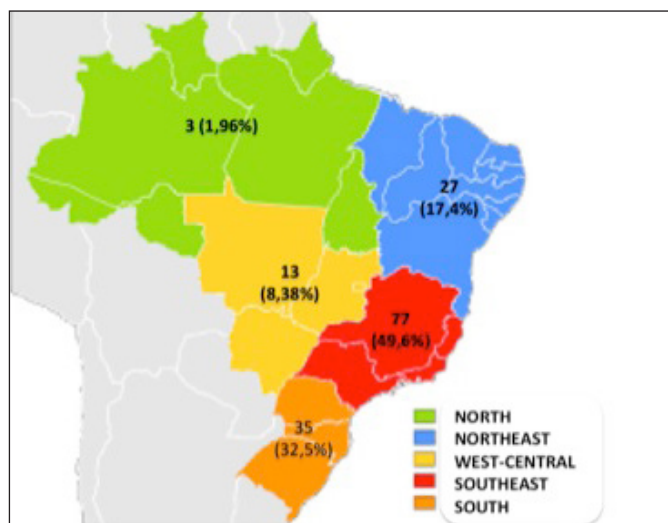 3 (1,96%)
27
(17,4%)
13
(8,38%)
77
(49,6%)
35
(32,5%)
NORTH
NORTHEAST
WEST-CENTRAL
SOUTHEAST
SOUTH